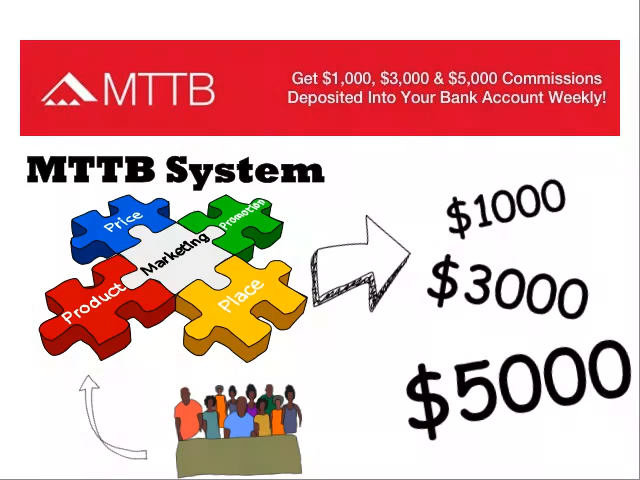 MTTB
Get $1,000, $3,000 & $5,000 Commissions
Deposited Into Your Bank Account Weekly!
MTTB System
Price
Promotion
Marketing
Product
Place
$1000
$3000
$5000